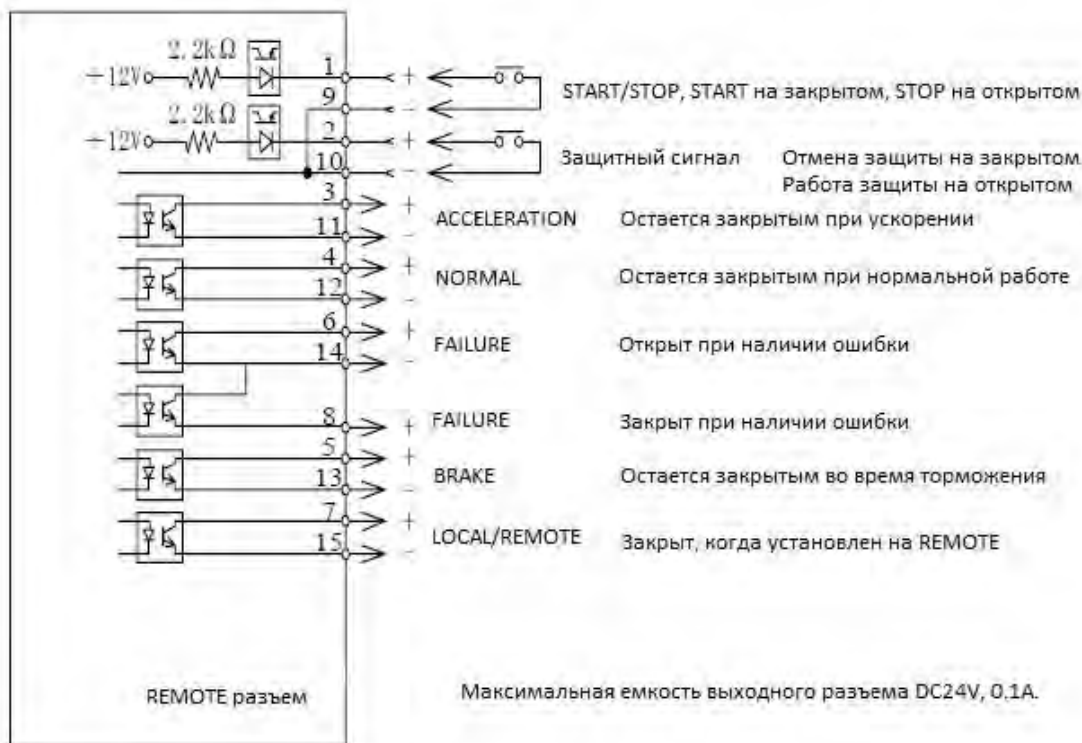 2.2kΩ
+12V 1 + START/STOP, START на закрытом, STOP на открытом
9 -
2.2kΩ
+12V 2 + Защитный сигнал Отмена защиты на закрытом.
10 - Работа защиты на открытом
3 + ACCELERATION Остается закрытым при ускорении
11 -
4 + NORMAL Остается закрытым при нормальной работе
12 -
6 + FAILURE Открыт при наличии ошибки
14 -
8 + FAILURE Закрыт при наличии ошибки
5 + BRAKE Остается закрытым во время торможения
13 -
7 + LOCAL/REMOTE Закрыт, когда установлен на REMOTE
15 -
REMOTE разъем Максимальная емкость выходного разъема DC24V, 0.1A.